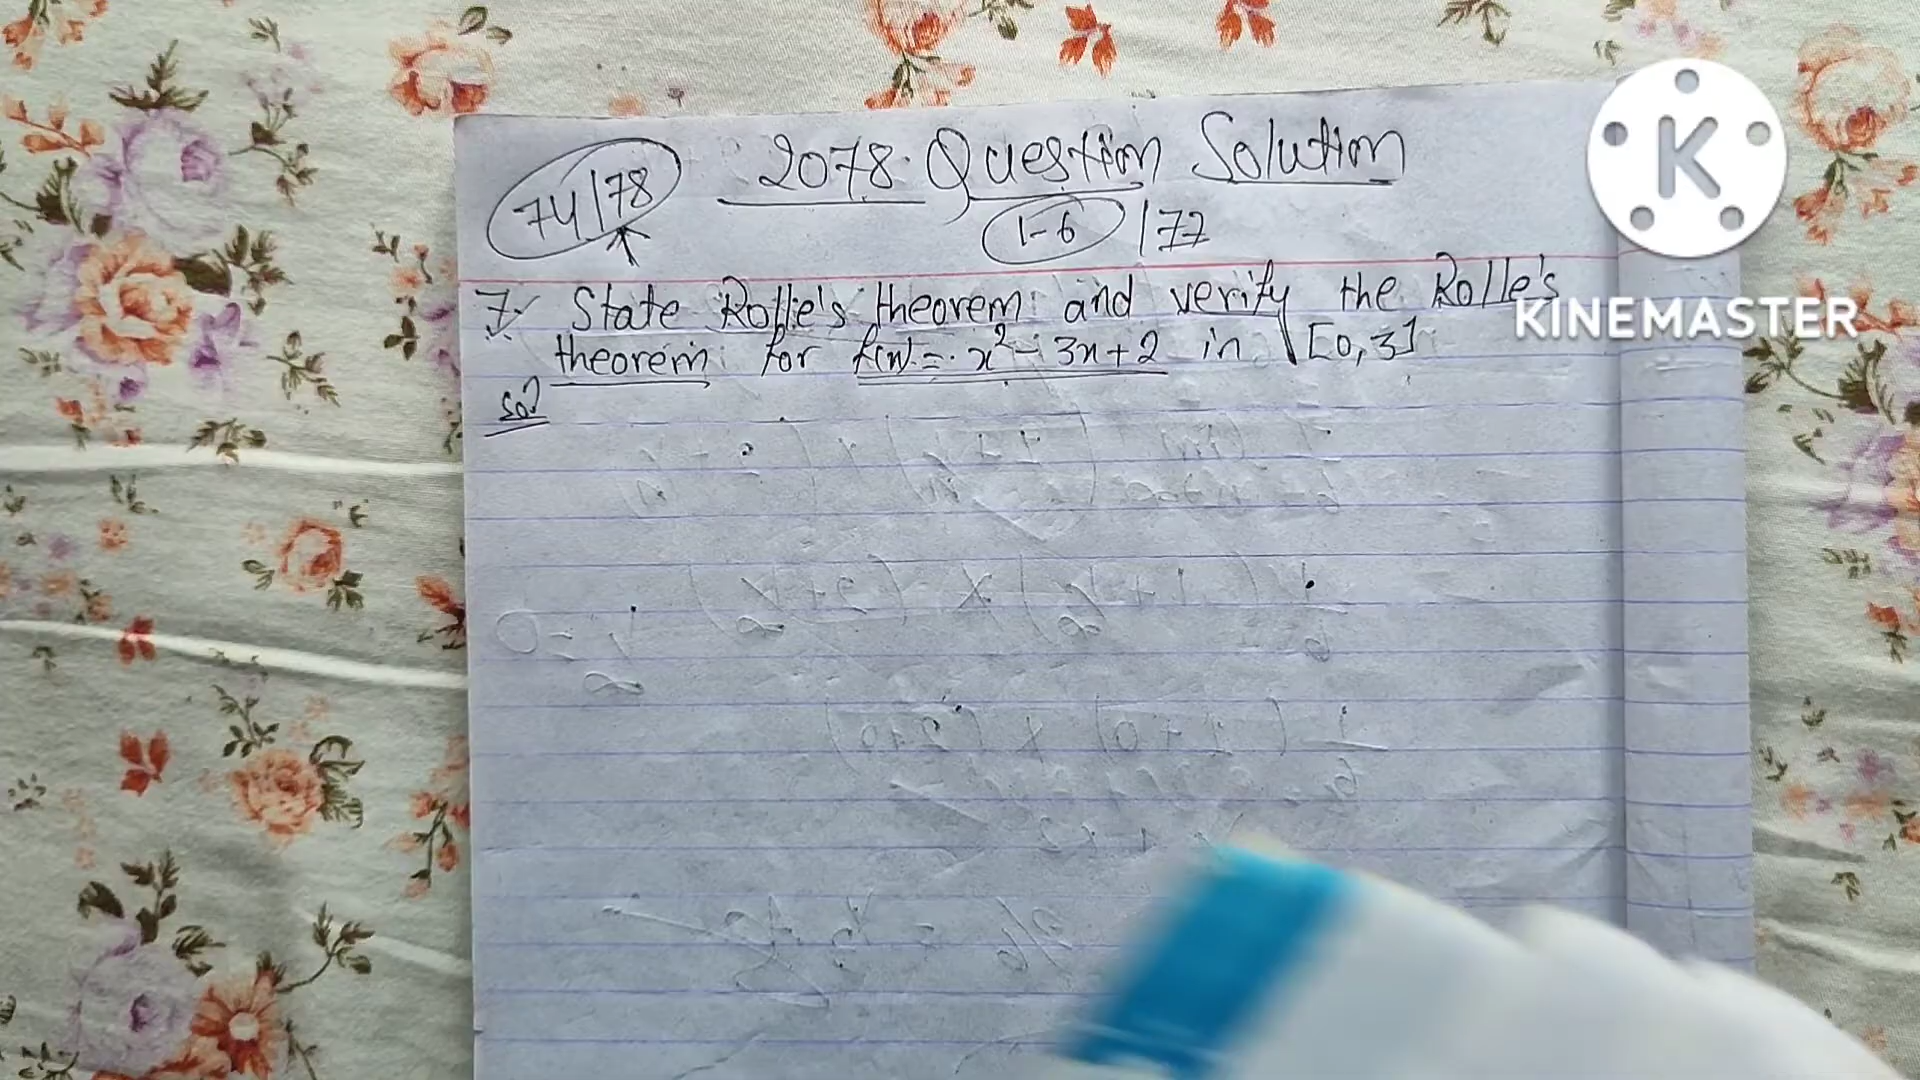 74/78 2078 Question Solution
1-6 /77
7. State Rolle's theorem and verify the Rolle's
theorem for f(x) = x² - 3x + 2 in [0,3]
Sol?
K
KINEMASTER